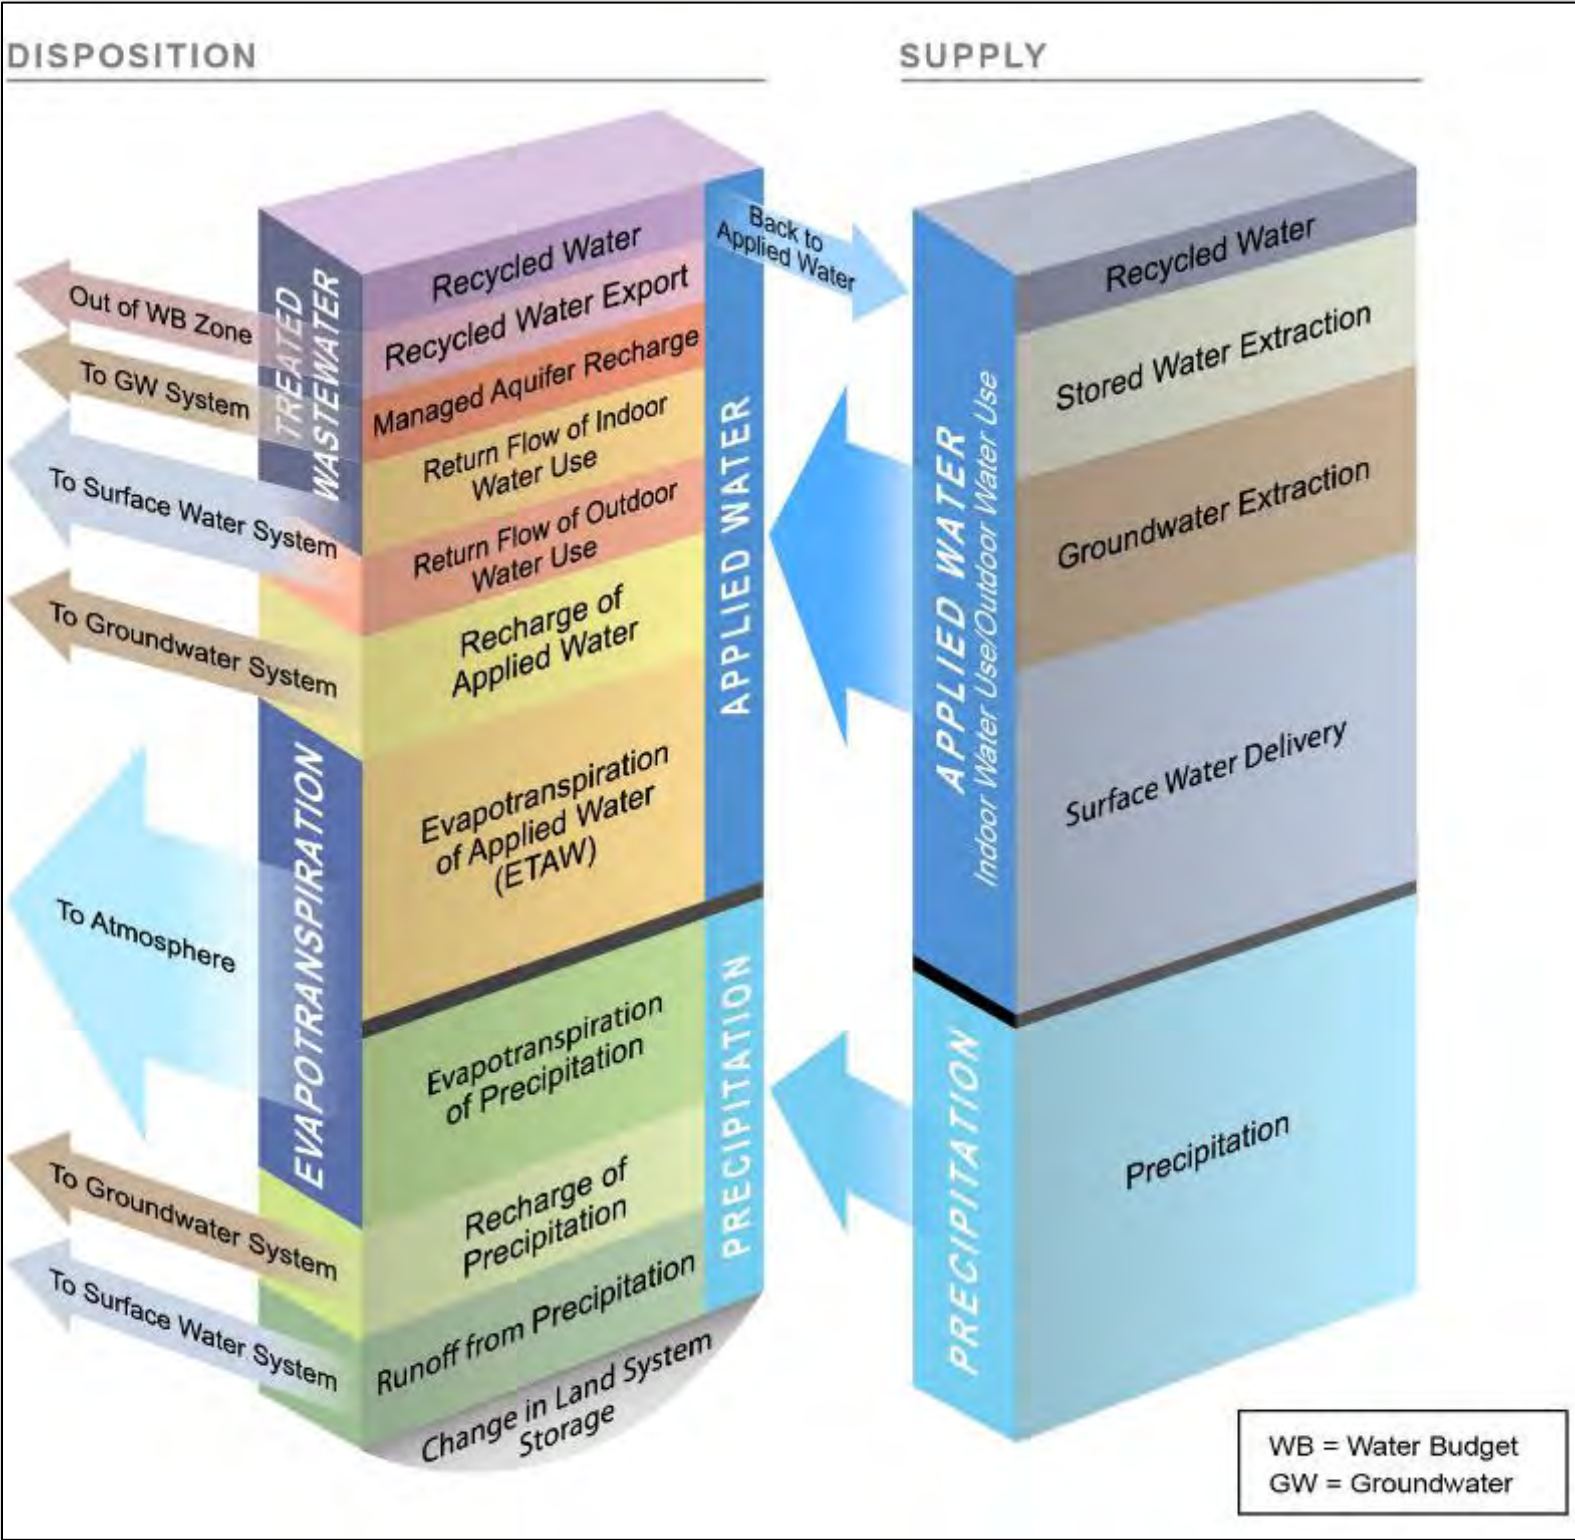 DISPOSITION
SUPPLY
Out of WB Zone
To GW System
To Surface Water System
To Groundwater System
To Atmosphere
To Groundwater System
To Surface Water System
TREATED
WASTEWATER
EVAPOTRANSPIRATION
Recycled Water
Recycled Water Export
Managed Aquifer Recharge
Return Flow of Indoor
Water Use
Return Flow of Outdoor
Water Use
Recharge of
Applied Water
Evapotranspiration
of Applied Water
(ETAW)
Evapotranspiration
of Precipitation
Recharge of
Precipitation
Runoff from Precipitation
Change in Land System
Storage
APPLIED WATER
PRECIPITATION
Back to
Applied Water
APPLIED WATER
Indoor Water Use/Outdoor Water Use
PRECIPITATION
Recycled Water
Stored Water Extraction
Groundwater Extraction
Surface Water Delivery
Precipitation
WB = Water Budget
GW = Groundwater